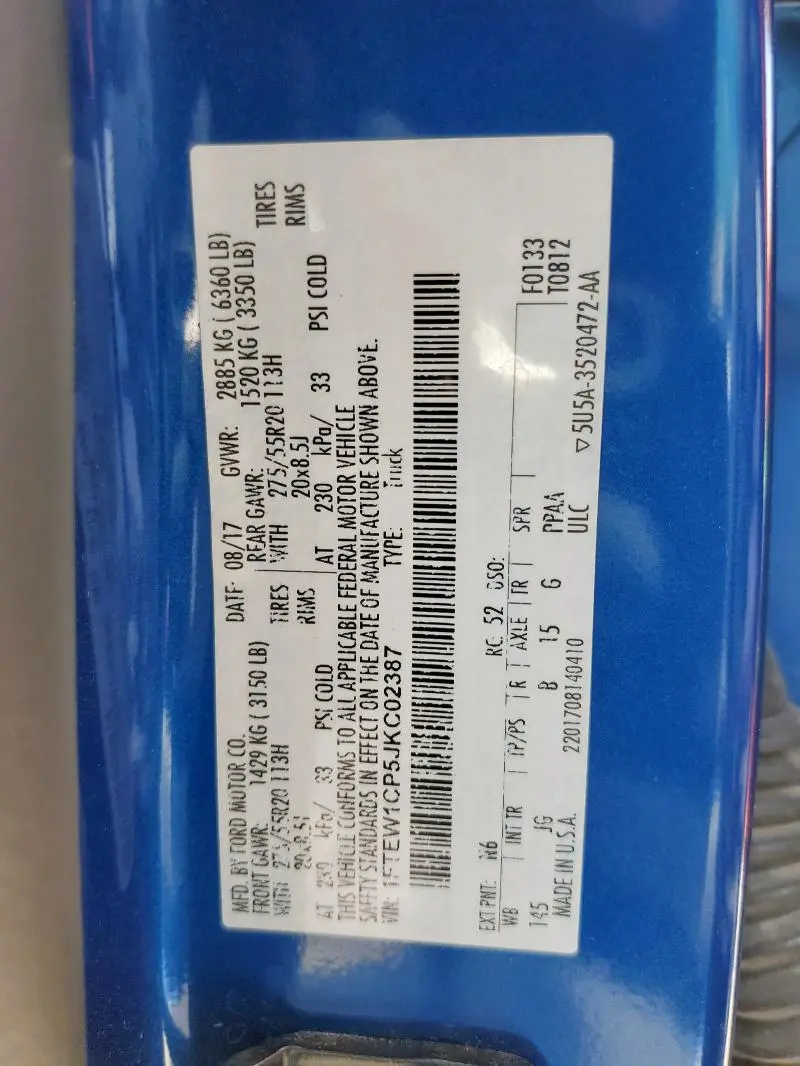 MFD. BY FORD MOTOR CO. DATE: 08/17 GVWR: 2885 KG ( 6360 LB)
FRONT GAWR: 1429 KG ( 3150 LB) REAR GAWR: 1520 KG ( 3350 LB)
WITH 275/55R20 113H TIRES WITH 275/55R20 113H TIRES
20x8.5J RIMS 20x8.5J RIMS
AT 230 kPa/ 33 PSI COLD AT 230 kPa/ 33 PSI COLD
THIS VEHICLE CONFORMS TO ALL APPLICABLE FEDERAL MOTOR VEHICLE
SAFETY STANDARDS IN EFFECT ON THE DATE OF MANUFACTURE SHOWN ABOVE.
VIN: 1FTEW1CP5JKC02387 TYPE: Truck
EXT PNT: N6 RC: 52 DSO: F0133
WB INT TR TP/PS R AXLE TR SPR T0812
145 JG B 15 G PPAA
ULC
MADE IN U.S.A. 2201708140410 ▽5U5A-3520472-AA